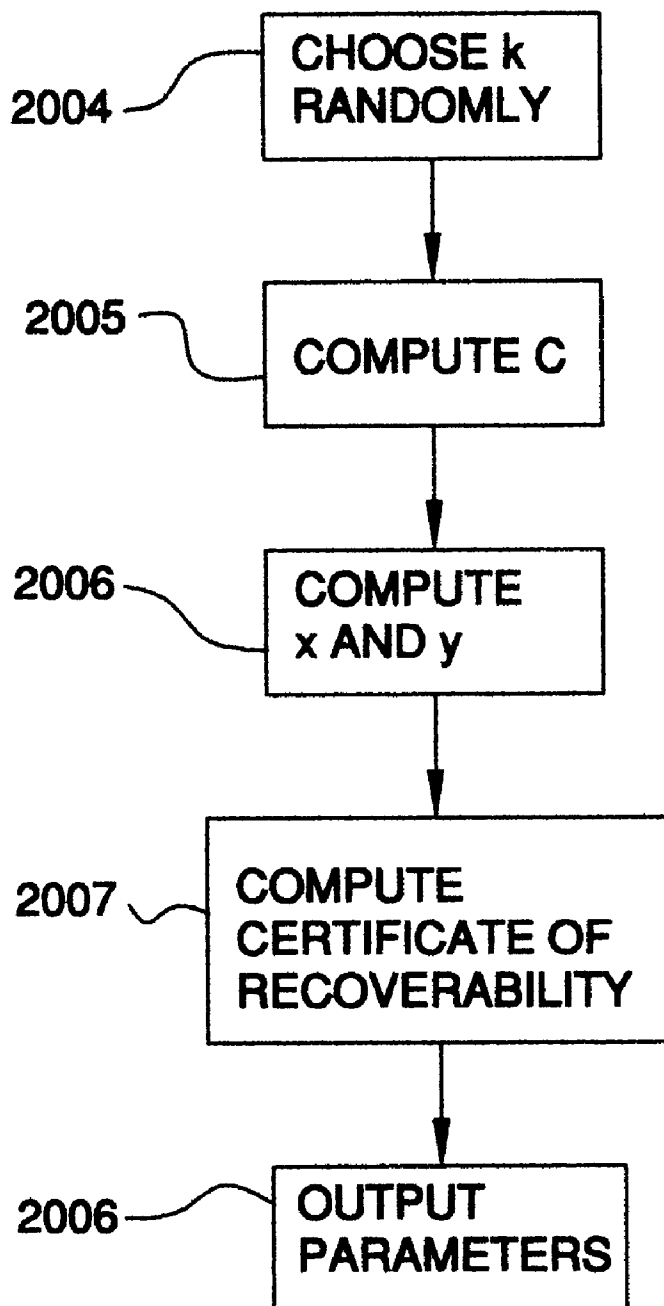 2004
CHOOSE k
RANDOMLY
2005
COMPUTE C
2006
COMPUTE
x AND y
2007
COMPUTE
CERTIFICATE OF
RECOVERABILITY
2006
OUTPUT
PARAMETERS